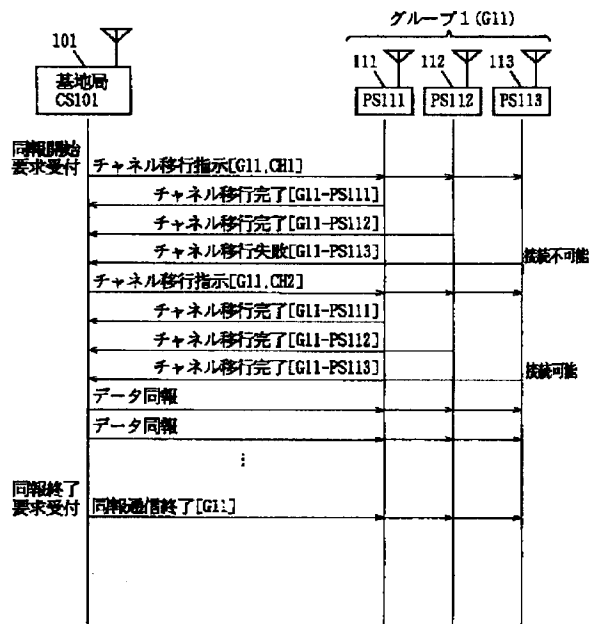 グループ1(G11)
101
111
112
113
基地局
CS101
PS111
PS112
PS113
同報開始
要求受付
チャネル移行指示[G11,CH1]
チャネル移行完了[G11-PS111]
チャネル移行完了[G11-PS112]
チャネル移行失敗[G11-PS113]
接続不可能
チャネル移行指示[G11,CH2]
チャネル移行完了[G11-PS111]
チャネル移行完了[G11-PS112]
チャネル移行完了[G11-PS113]
接続可能
データ同報
データ同報
⋮
同報終了
要求受付
同報通信終了[G11]